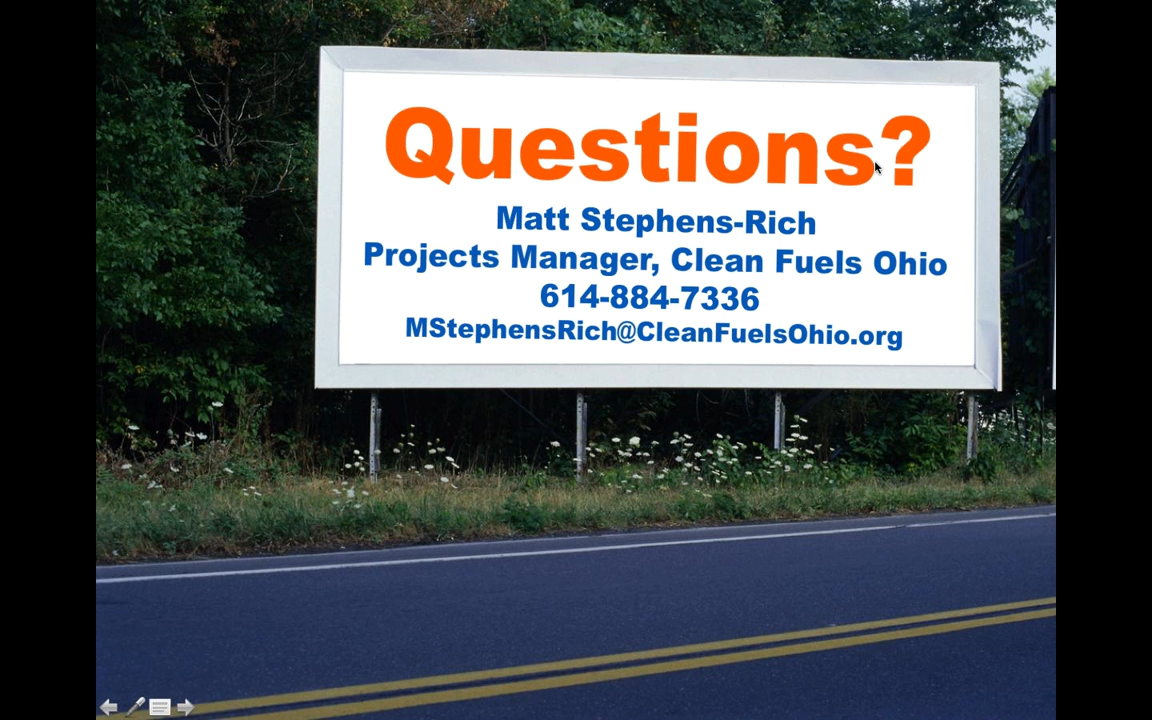 Questions?
Matt Stephens-Rich
Projects Manager, Clean Fuels Ohio
614-884-7336
MStephensRich@CleanFuelsOhio.org